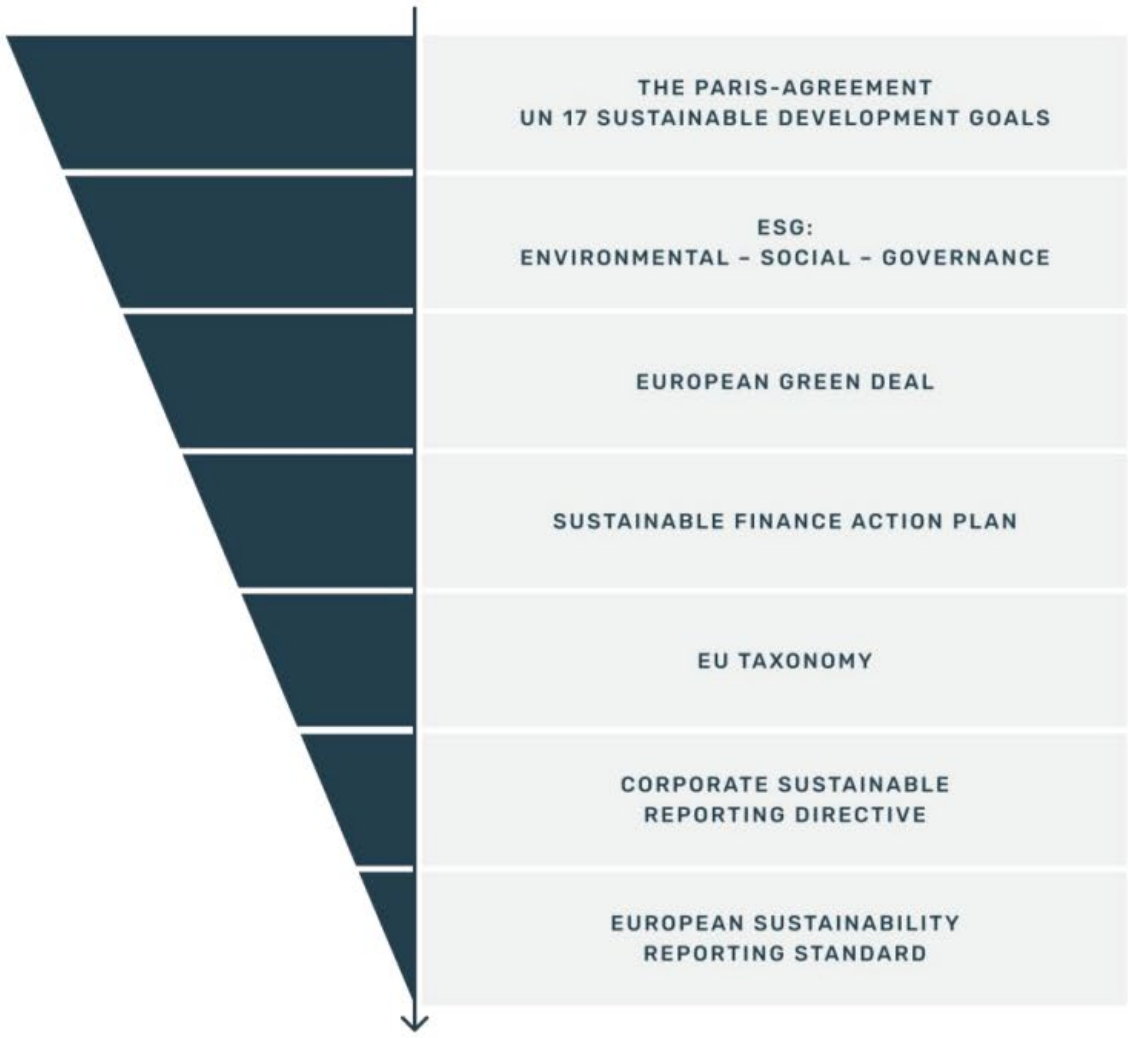 THE PARIS-AGREEMENT
UN 17 SUSTAINABLE DEVELOPMENT GOALS
ESG:
ENVIRONMENTAL – SOCIAL – GOVERNANCE
EUROPEAN GREEN DEAL
SUSTAINABLE FINANCE ACTION PLAN
EU TAXONOMY
CORPORATE SUSTAINABLE
REPORTING DIRECTIVE
EUROPEAN SUSTAINABILITY
REPORTING STANDARD